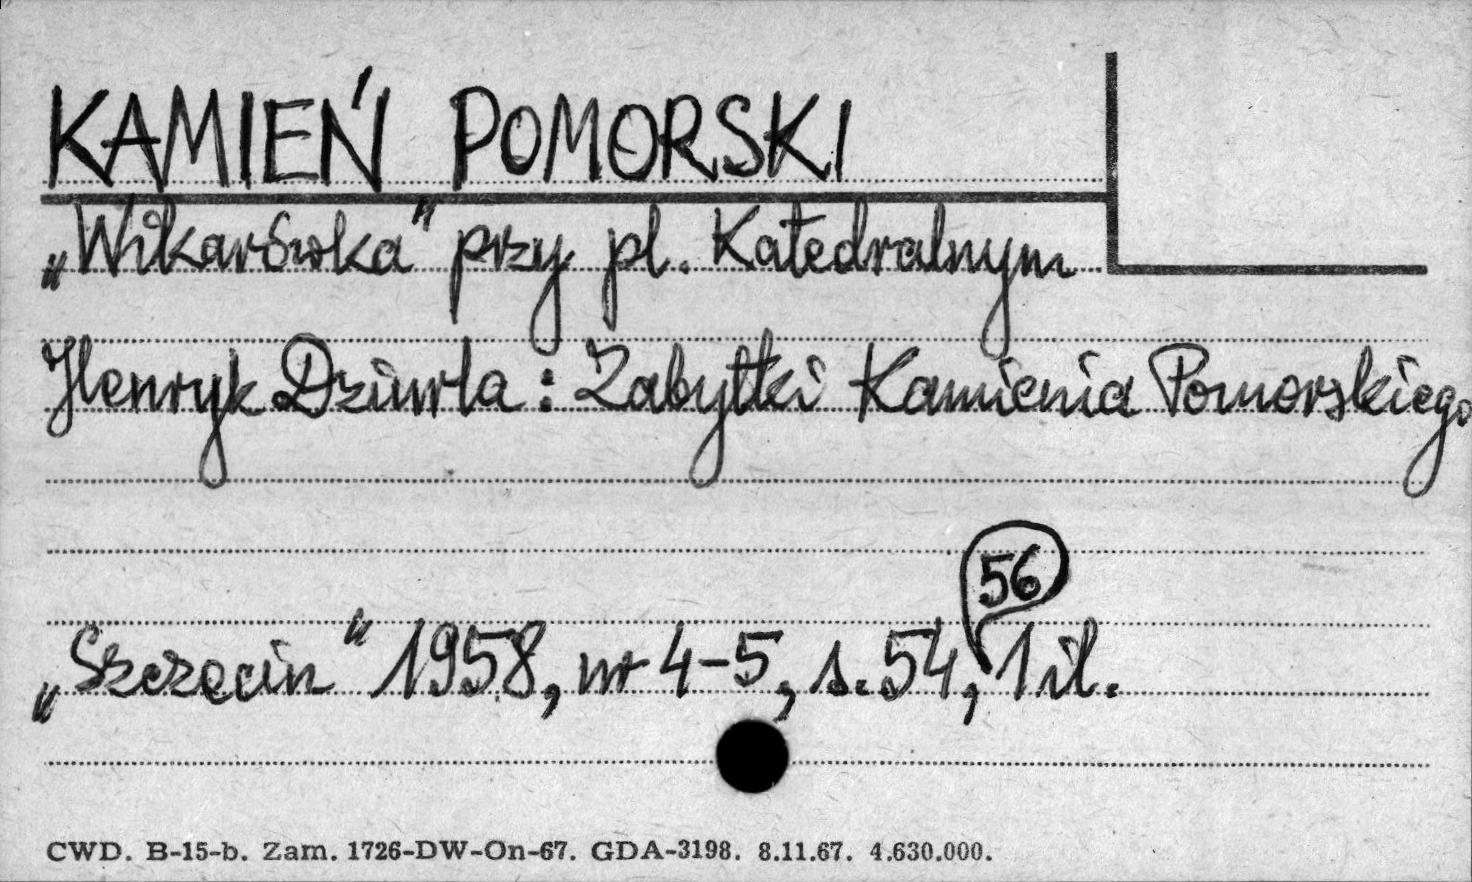 KAMIEŃ POMORSKI
„Wikarówka" przy pl. Katedralnym
Henryk Dziurla: Zabytki Kamienia Pomorskiego
56
„Szczecin" 1958, nr 4-5, s. 54, 1 il.
CWD. B-15-b. Zam. 1726-DW-On-67. GDA-3198. 8.11.67. 4.630.000.